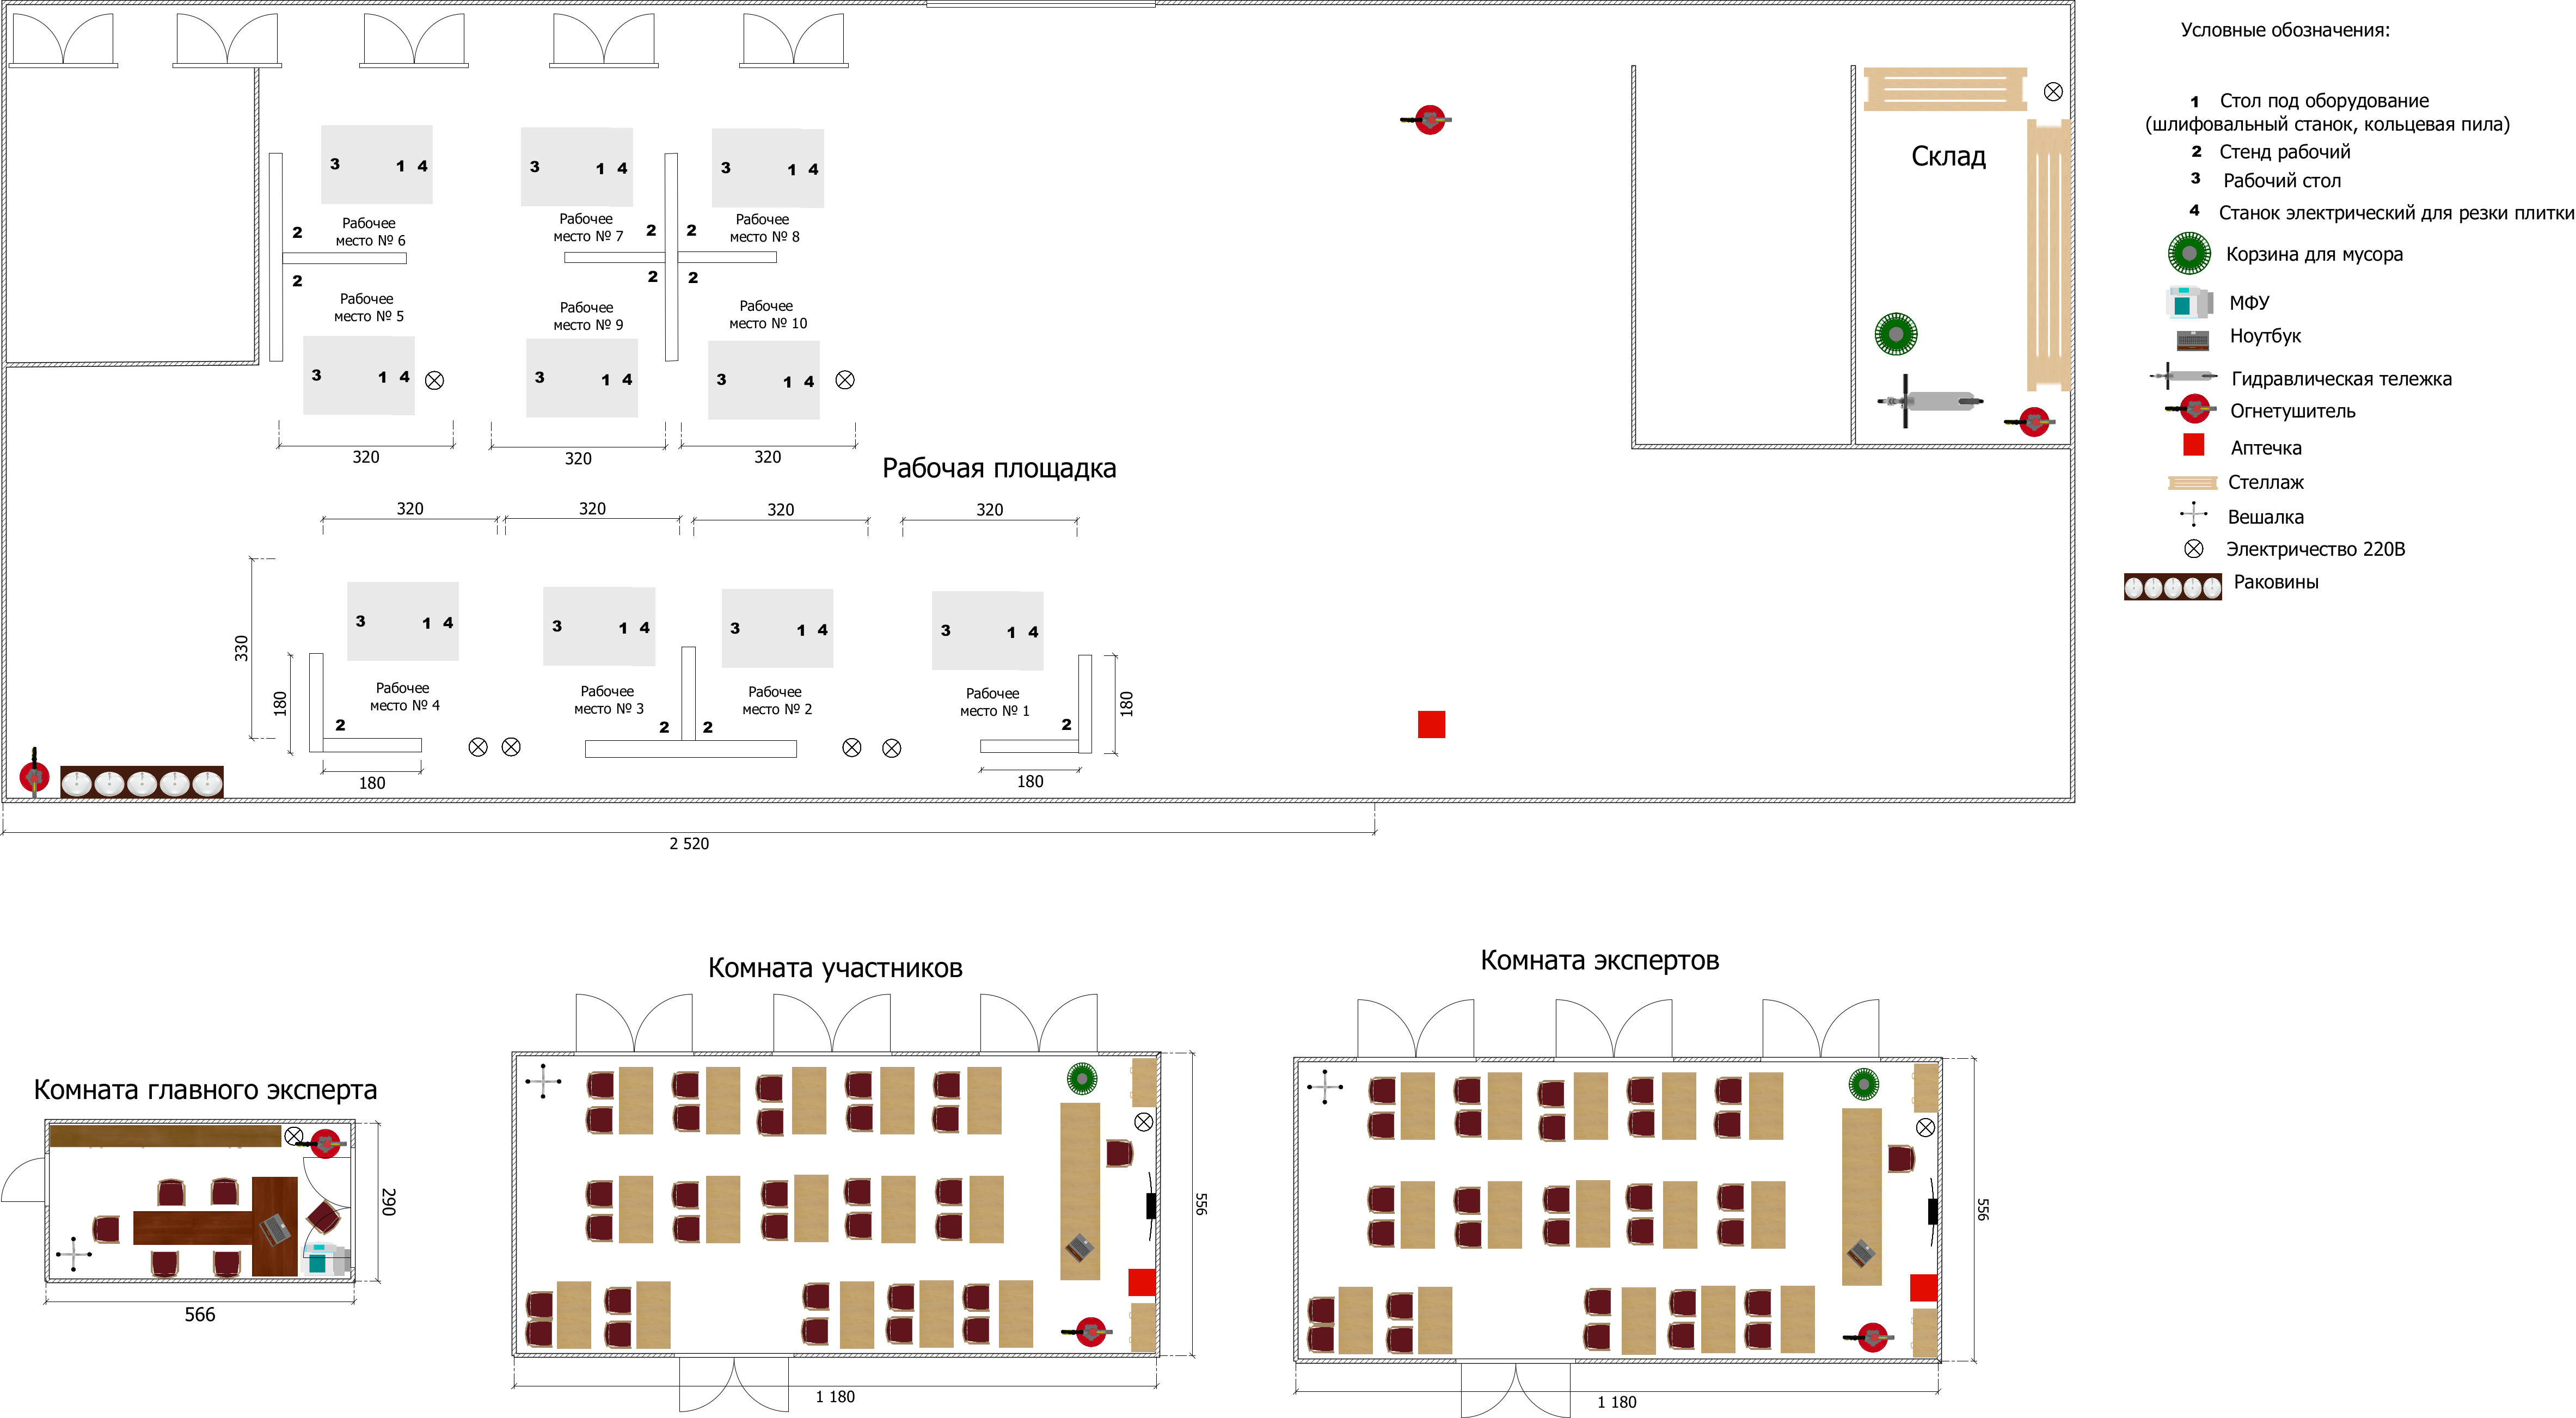 Условные обозначения:
1 Стол под оборудование
(шлифовальный станок, кольцевая пила)
2 Стенд рабочий
3 Рабочий стол
4 Станок электрический для резки плитки
Корзина для мусора
МФУ
Ноутбук
Гидравлическая тележка
Огнетушитель
Аптечка
Стеллаж
Вешалка
Электричество 220В
Раковины
Склад
3 1 4
3 1 4
3 1 4
Рабочее
место № 6
Рабочее
место № 7
Рабочее
место № 8
2
2
2
2
2
2
Рабочее
место № 5
Рабочее
место № 9
Рабочее
место № 10
3 1 4
3 1 4
3 1 4
320
320
320
Рабочая площадка
320
320
320
320
330
3 1 4
3 1 4
3 1 4
3 1 4
Рабочее
место № 4
Рабочее
место № 3
Рабочее
место № 2
Рабочее
место № 1
180
2
2
2
2
180
180
180
2 520
Комната участников
Комната экспертов
Комната главного эксперта
290
566
556
1 180
556
1 180